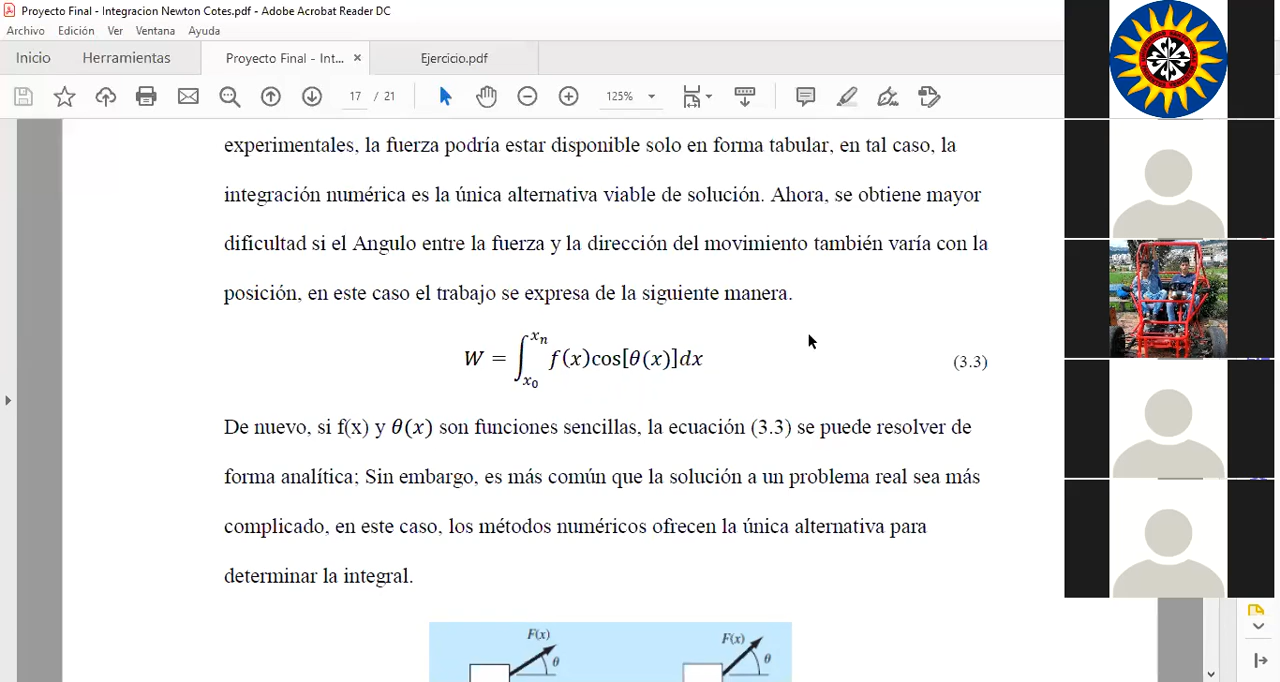 Proyecto Final - Integracion Newton Cotes.pdf - Adobe Acrobat Reader DC
Archivo Edición Ver Ventana Ayuda
Inicio Herramientas Proyecto Final - Int... × Ejercicio.pdf
17 / 21 125%
experimentales, la fuerza podría estar disponible solo en forma tabular, en tal caso, la
integración numérica es la única alternativa viable de solución. Ahora, se obtiene mayor
dificultad si el Angulo entre la fuerza y la dirección del movimiento también varía con la
posición, en este caso el trabajo se expresa de la siguiente manera.
W = ∫_{x₀}^{xₙ} f(x)cos[θ(x)]dx (3.3)
De nuevo, si f(x) y θ(x) son funciones sencillas, la ecuación (3.3) se puede resolver de
forma analítica; Sin embargo, es más común que la solución a un problema real sea más
complicado, en este caso, los métodos numéricos ofrecen la única alternativa para
determinar la integral.
F(x) F(x)
θ θ